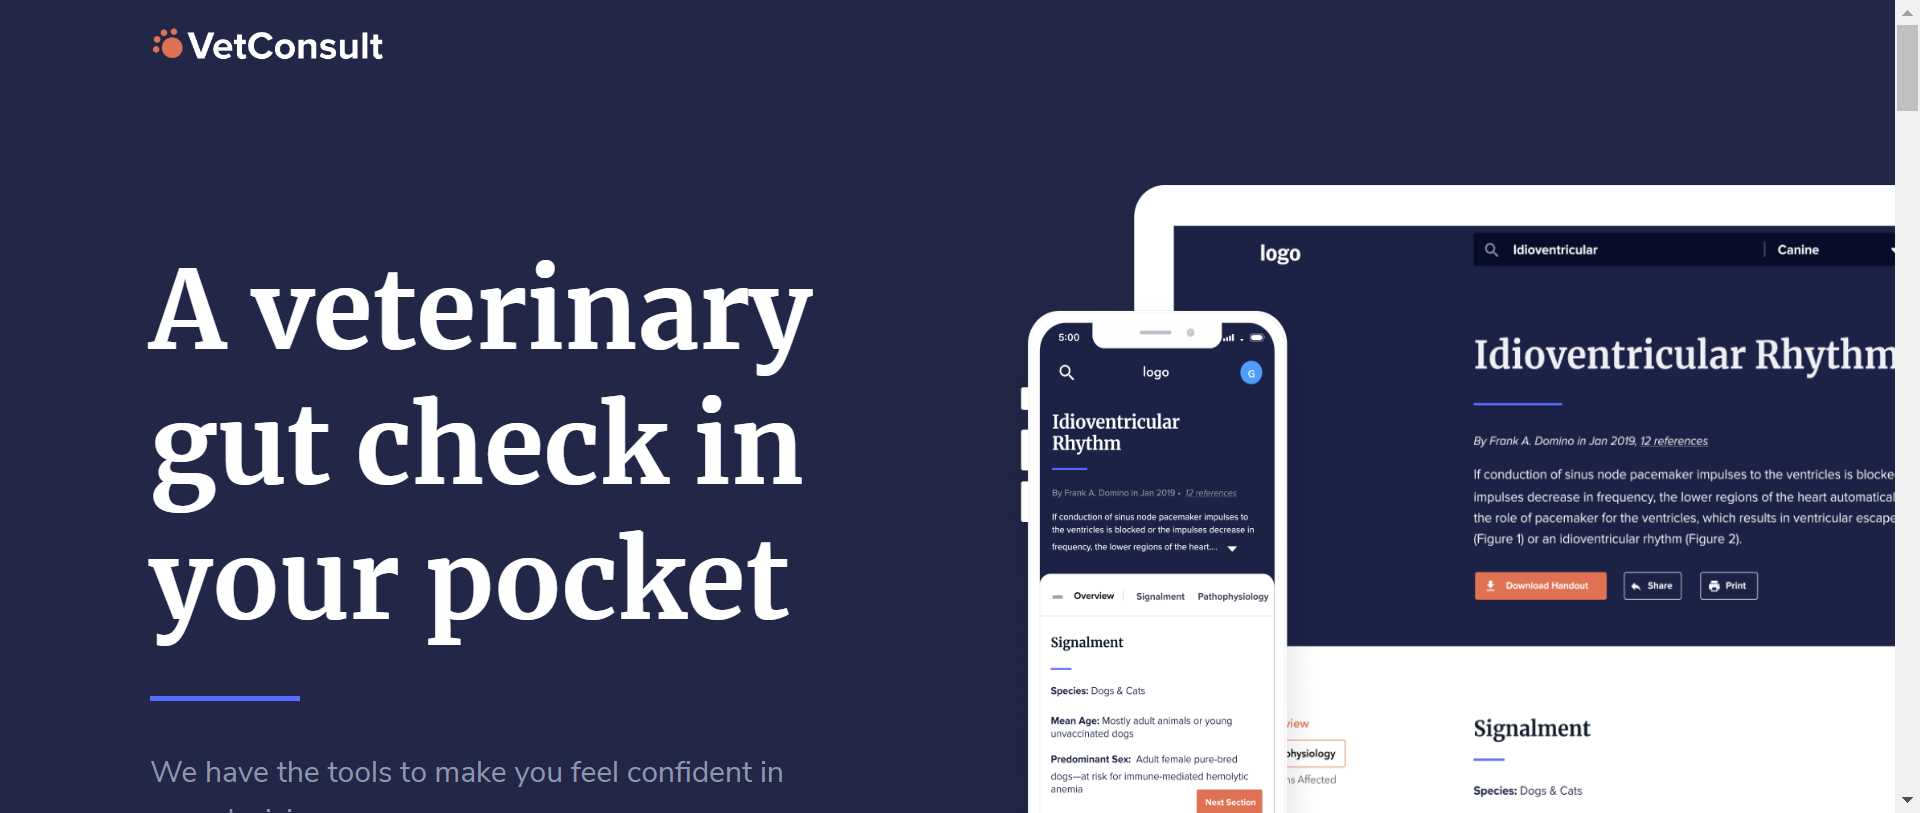 VetConsult
A veterinary
gut check in
your pocket
We have the tools to make you feel confident in
logo
Idioventricular
Canine
Idioventricular Rhythm
By Frank A. Domino in Jan 2019, 12 references
If conduction of sinus node pacemaker impulses to the ventricles is blocke
impulses decrease in frequency, the lower regions of the heart automatical
the role of pacemaker for the ventricles, which results in ventricular escape
(Figure 1) or an idioventricular rhythm (Figure 2).
Download Handout
Share
Print
view
physiology
ns Affected
Signalment
Species: Dogs & Cats
5:00
logo
G
Idioventricular
Rhythm
By Frank A. Domino in Jan 2019 • 12 references
If conduction of sinus node pacemaker impulses to
the ventricles is blocked or the impulses decrease in
frequency, the lower regions of the heart....
Overview
Signalment
Pathophysiology
Signalment
Species: Dogs & Cats
Mean Age: Mostly adult animals or young
unvaccinated dogs
Predominant Sex: Adult female pure-bred
dogs—at risk for immune-mediated hemolytic
anemia
Next Section